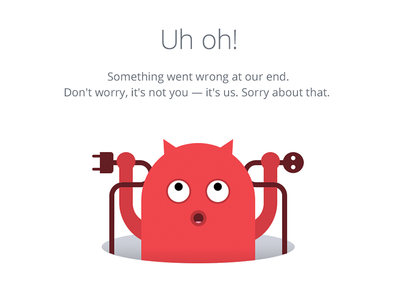 Uh oh!
Something went wrong at our end.
Don't worry, it's not you — it's us. Sorry about that.